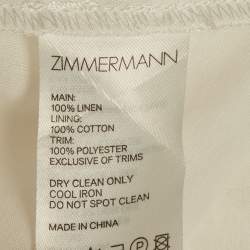 ZIMMERMANN
MAIN:
100% LINEN
LINING:
100% COTTON
TRIM:
100% POLYESTER
EXCLUSIVE OF TRIMS
DRY CLEAN ONLY
COOL IRON
DO NOT SPOT CLEAN
MADE IN CHINA